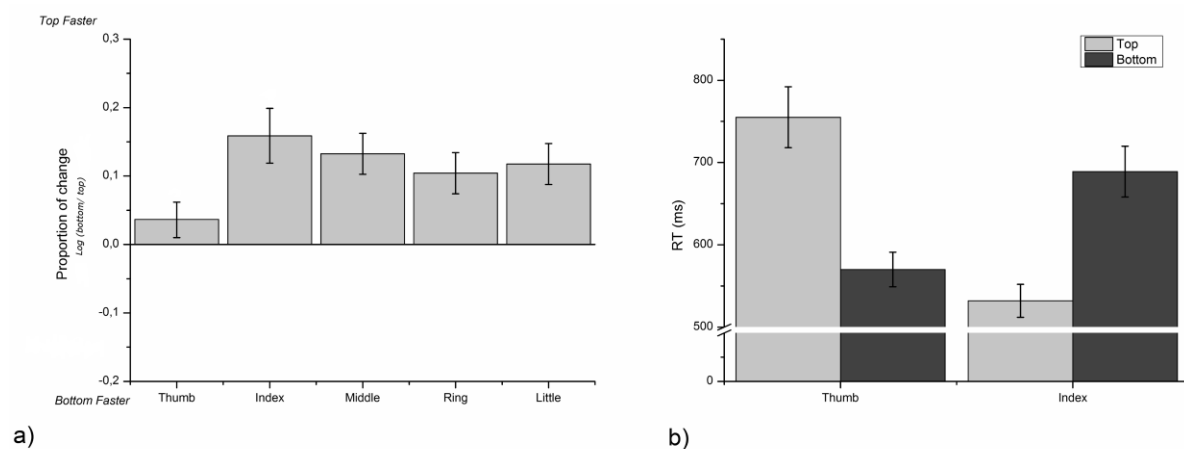 Top Faster
0,3
0,2
0,1
0,0
-0,1
-0,2
Proportion of change
Log (bottom/ top)
Bottom Faster
Thumb Index Middle Ring Little
a)
Top
Bottom
800
700
600
500
0
RT (ms)
Thumb Index
b)